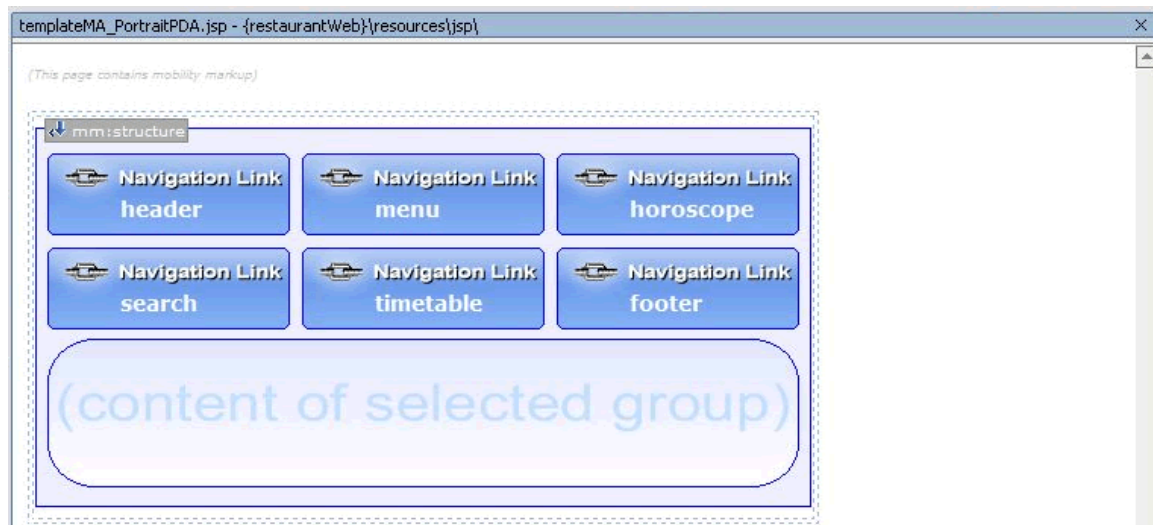 templateMA_PortraitPDA.jsp - {restaurantWeb}\resources\jsp\
(This page contains mobility markup)
mm:structure
Navigation Link Navigation Link Navigation Link
header menu horoscope
Navigation Link Navigation Link Navigation Link
search timetable footer
(content of selected group)